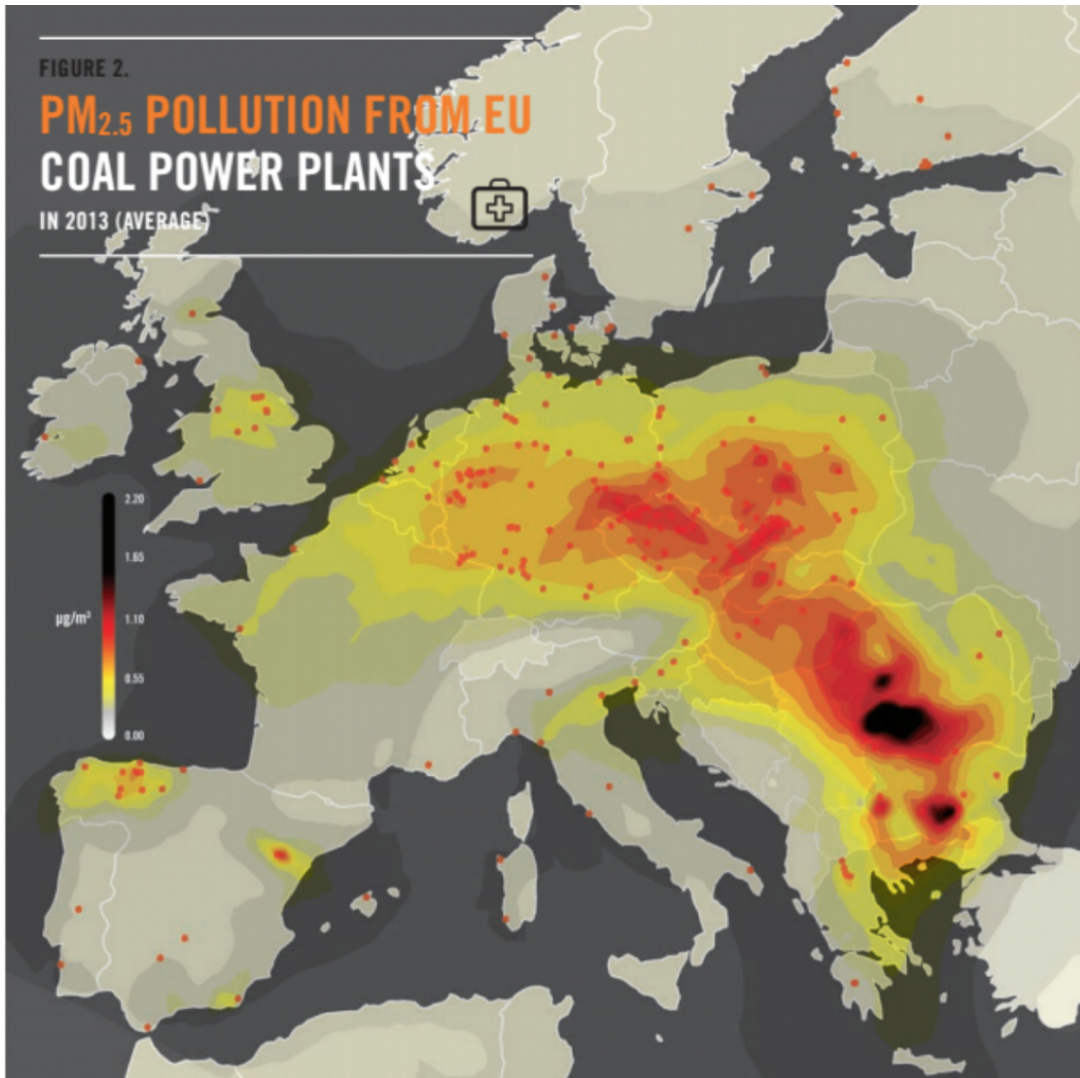 FIGURE 2.
PM2.5 POLLUTION FROM EU
COAL POWER PLANTS
IN 2013 (AVERAGE)
2.20
1.65
µg/m³
1.10
0.55
0.00